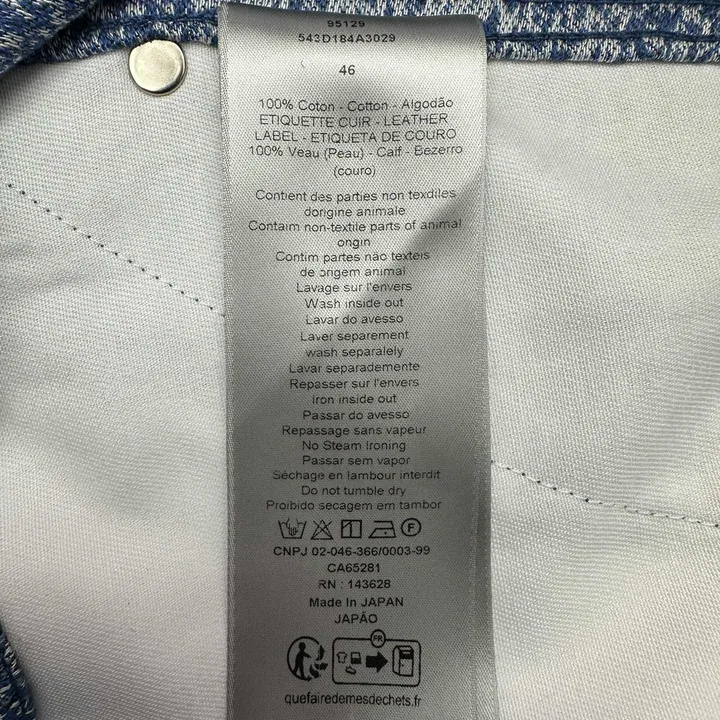 95129
543D184A3029
46
100% Coton - Cotton - Algodão
ETIQUETTE CUIR - LEATHER
LABEL - ETIQUETA DE COURO
100% Veau (Peau) - Calf - Bezerro
(couro)
Contient des parties non textiles
dorigine animale
Contaim non-textile parts of animal
origin
Contim partes não texteis
de origem animal
Lavage sur l'envers
Wash inside out
Lavar do avesso
Laver separement
wash separalely
Lavar separademente
Repasser sur l'envers
Iron inside out
Passar do avesso
Repassage sans vapeur
No Steam Ironing
Passar sem vapor
Séchage en lambour interdit
Do not tumble dry
Proibido secagem em tambor
F
CNPJ 02-046-366/0003-99
CA65281
RN : 143628
Made In JAPAN
JAPÃO
FR
quefairedemesdechets.fr